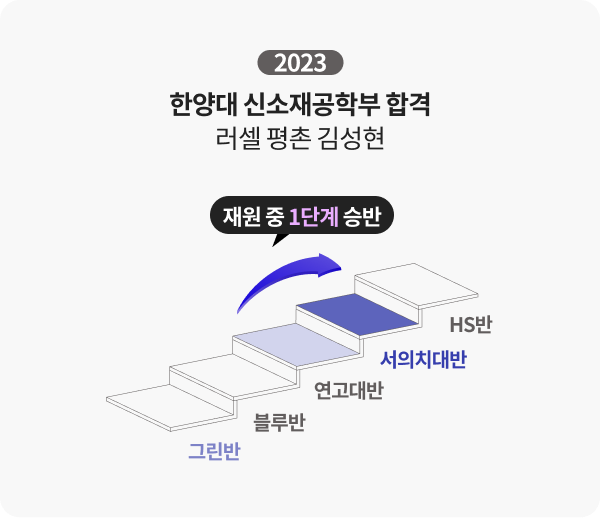 2023
한양대 신소재공학부 합격
러셀 평촌 김성현
재원 중 1단계 승반
HS반
서의치대반
연고대반
블루반
그린반